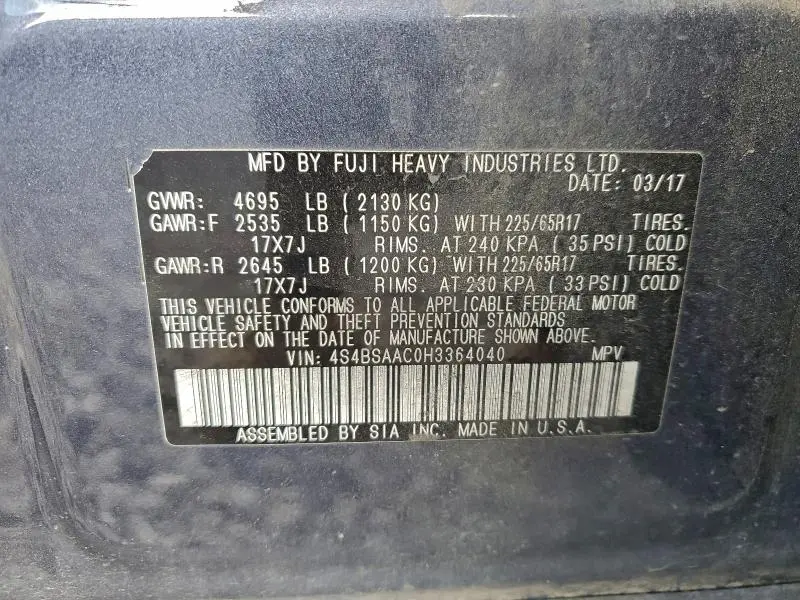 MFD BY FUJI HEAVY INDUSTRIES LTD.
DATE: 03/17
GVWR: 4695 LB ( 2130 KG)
GAWR:F 2535 LB ( 1150 KG) WITH 225/65R17 TIRES.
17X7J RIMS. AT 240 KPA ( 35 PSI) COLD
GAWR:R 2645 LB ( 1200 KG) WITH 225/65R17 TIRES.
17X7J RIMS. AT 230 KPA ( 33 PSI) COLD
THIS VEHICLE CONFORMS TO ALL APPLICABLE FEDERAL MOTOR
VEHICLE SAFETY AND THEFT PREVENTION STANDARDS
IN EFFECT ON THE DATE OF MANUFACTURE SHOWN ABOVE.
VIN: 4S4BSAAC0H3364040 MPV
ASSEMBLED BY SIA INC. MADE IN U.S.A.